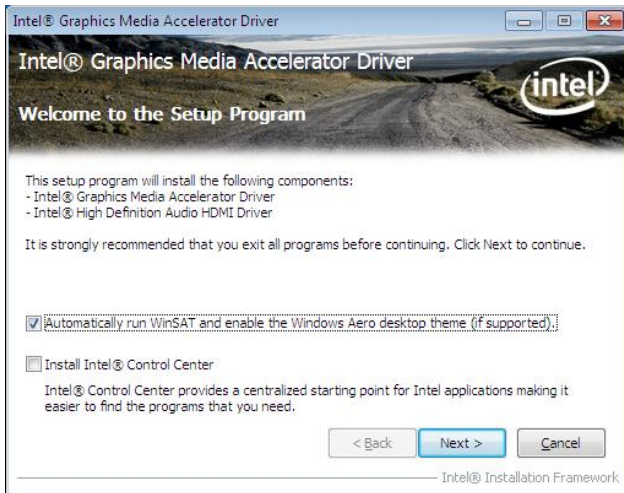 Intel® Graphics Media Accelerator Driver
Intel® Graphics Media Accelerator Driver
intel
Welcome to the Setup Program
This setup program will install the following components:
- Intel® Graphics Media Accelerator Driver
- Intel® High Definition Audio HDMI Driver
It is strongly recommended that you exit all programs before continuing. Click Next to continue.
Automatically run WinSAT and enable the Windows Aero desktop theme (if supported).
Install Intel® Control Center
Intel® Control Center provides a centralized starting point for Intel applications making it
easier to find the programs that you need.
< Back Next > Cancel
Intel® Installation Framework